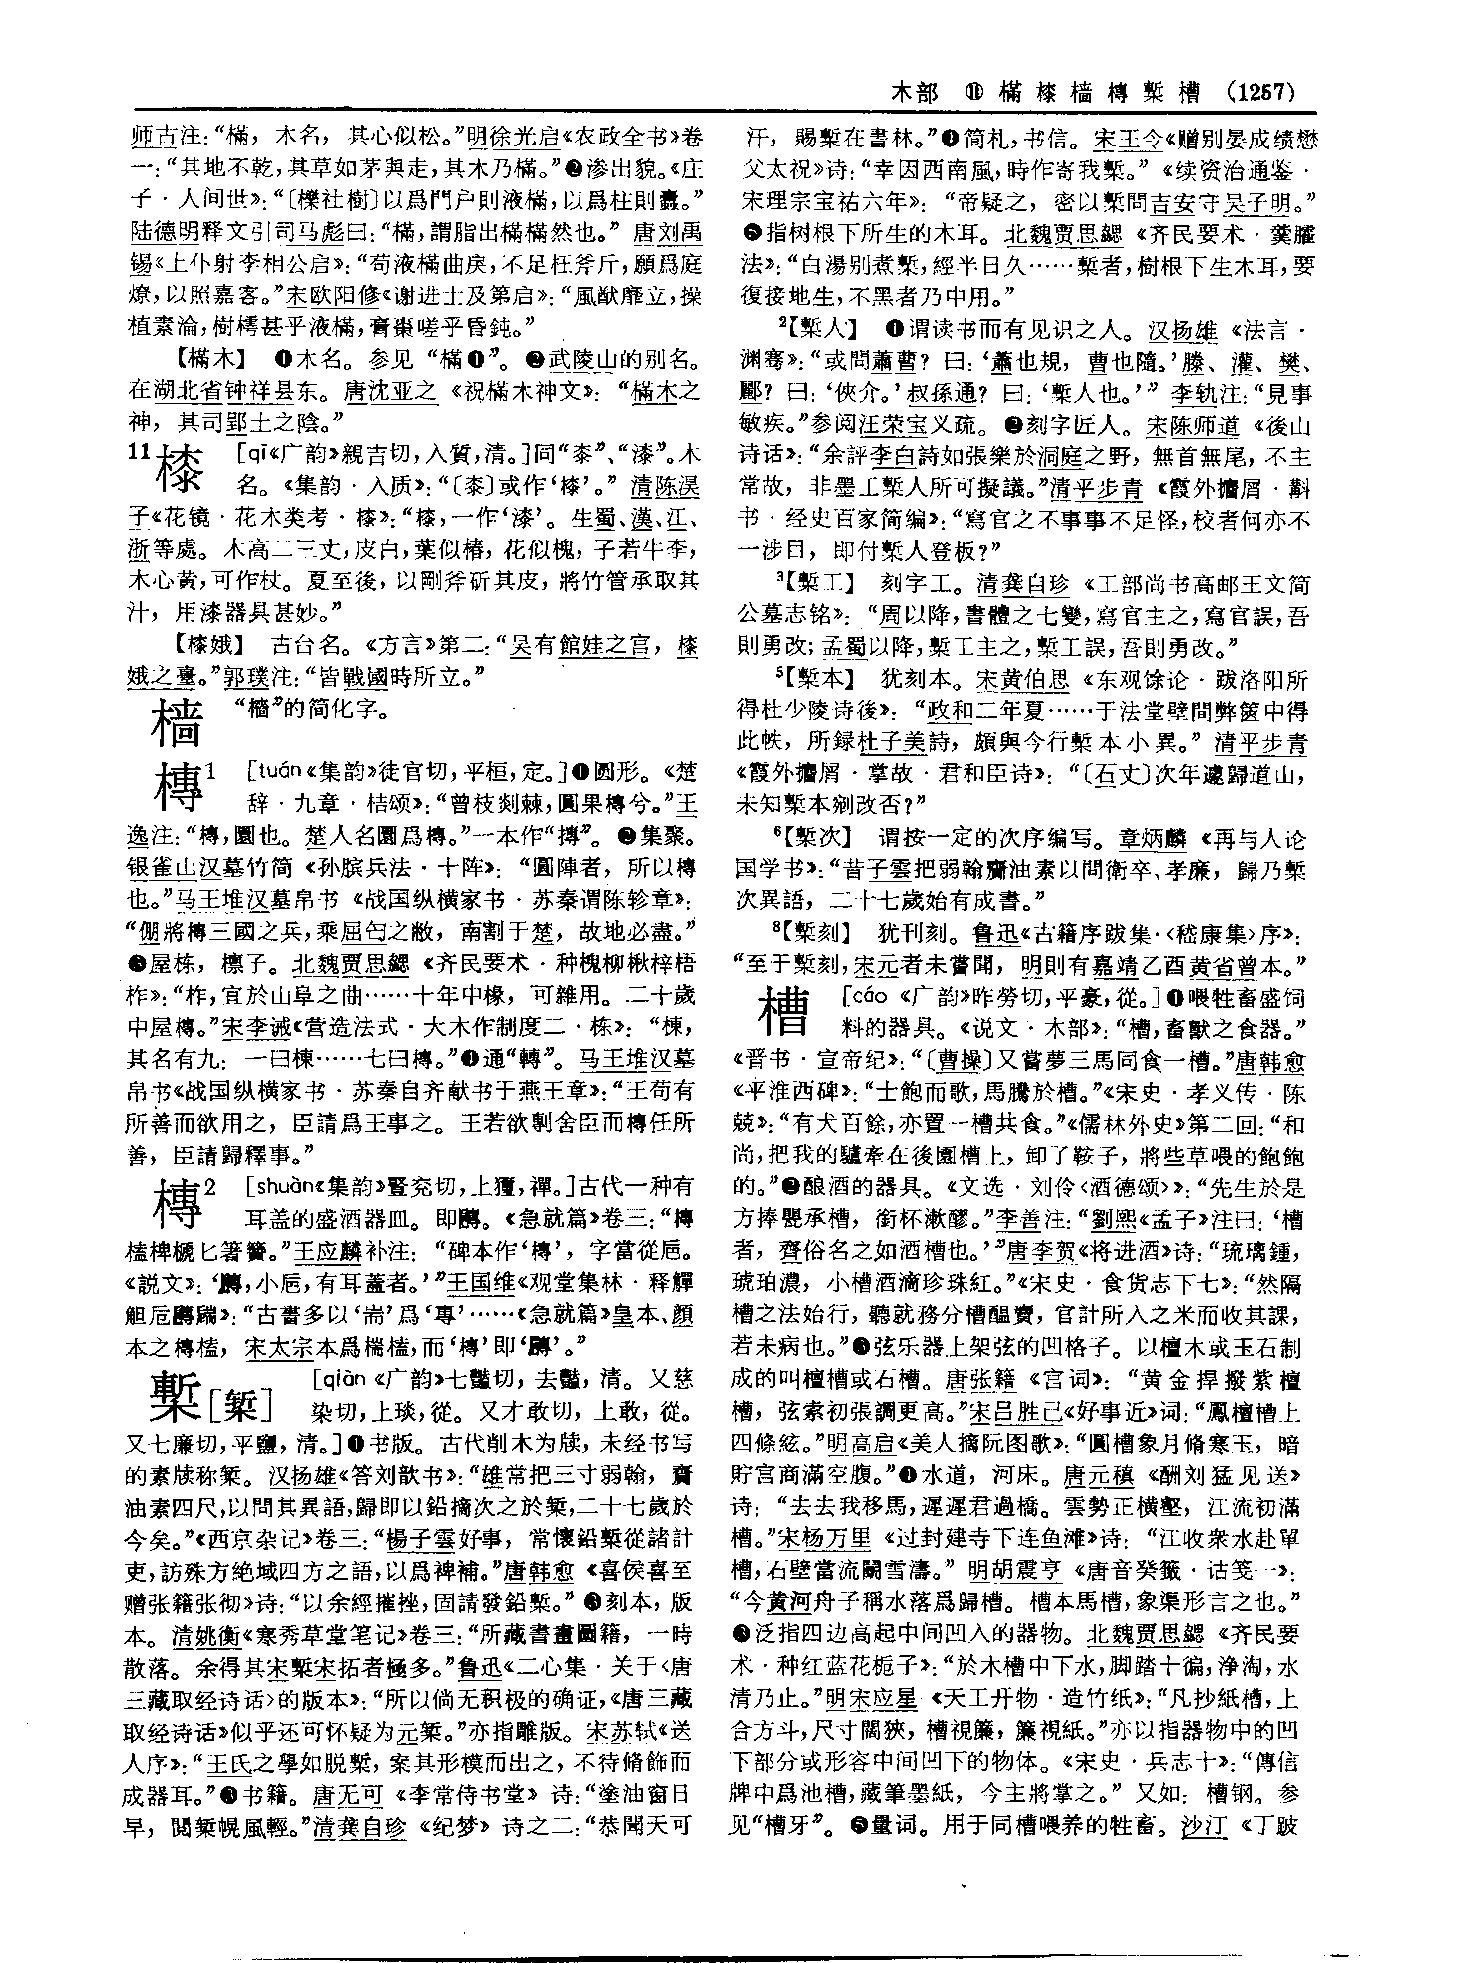 木部 ⑪ 樠 榛 樯 槫 槧 槽 (1257)
师古注:“樠, 木名, 其心似松。”明徐光启《农政全书》卷
一:“其地不乾,其草如茅與走,其木乃樠。”❷渗出貌。《庄
子·人间世》:“〔櫟社樹〕以爲門户則液樠,以爲柱則蠹。”
陆德明释文引司马彪曰:“樠,謂脂出樠樠然也。”唐刘禹
锡《上仆射李相公启》:“苟液樠曲戾,不足枉斧斤,願爲庭
燎,以照嘉客。”宋欧阳修《谢进士及第启》:“風猷靡立,操
植素渝,樹樗甚乎液樠,膏棗嗟乎昏鈍。”
【樠木】 ❶木名。参见“樠❶”。❷武陵山的别名。
在湖北省钟祥县东。唐沈亚之《祝樠木神文》:“樠木之
神, 其司郢土之陰。”
11 榛 [qī《广韵》親吉切,入質,清。]同“桼”、“漆”。木
名。《集韵·入质》:“〔桼〕或作‘榛’。”清陈淏
子《花镜·花木类考·榛》:“榛,一作‘漆’。生蜀、漢、江、
浙等處。木高二三丈,皮白,葉似椿,花似槐,子若牛李,
木心黄,可作杖。夏至後,以剛斧斫其皮,將竹管承取其
汁, 用漆器具甚妙。”
【榛娥】 古台名。《方言》第二:“吴有館娃之宫,榛
娥之臺。”郭璞注:“皆戰國時所立。”
樯 “檣”的简化字。
槫1 [tuán《集韵》徒官切,平桓,定。]❶圆形。《楚
辞·九章·桔颂》:“曾枝剡棘,圓果槫兮。”王
逸注:“槫,圜也。楚人名圜爲槫。”一本作“摶”。❷集聚。
银雀山汉墓竹简《孙膑兵法·十阵》:“圓陣者,所以槫
也。”马王堆汉墓帛书《战国纵横家书·苏秦谓陈轸章》:
“倗將槫三國之兵,乘屈匄之敝,南割于楚,故地必盡。”
❸屋栋,檩子。北魏贾思勰《齐民要术·种槐柳楸梓梧
柞》:“柞,宜於山阜之曲……十年中椽,可雜用。二十歲
中屋槫。”宋李诫《营造法式·大木作制度二·栋》:“棟,
其名有九: 一曰棟……七曰槫。”❹通“轉”。马王堆汉墓
帛书《战国纵横家书·苏秦自齐献书于燕王章》:“王苟有
所善而欲用之,臣請爲王事之。王若欲剸舍臣而槫任所
善,臣請歸釋事。”
槫2 [shuàn《集韵》豎兖切,上獮,禪。]古代一种有
耳盖的盛酒器皿。即䏝。《急就篇》卷三:“槫
榼椑榹匕箸籫。”王应麟补注:“碑本作‘槫’,字當從巵。
《説文》:‘䏝,小巵,有耳蓋者。’”王国维《观堂集林·释觶
觛卮䏝𦓝》:“古書多以‘耑’爲‘專’……《急就篇》皇本、顔
本之槫榼,宋太宗本爲椯榼,而‘槫’即‘䏝’。”
槧[椠] [qiàn《广韵》七豔切,去豔,清。又慈
染切,上琰,從。又才敢切,上敢,從。
又七廉切,平鹽,清。]❶书版。古代削木为牍,未经书写
的素牍称椠。汉杨雄《答刘歆书》:“雄常把三寸弱翰,齎
油素四尺,以問其異語,歸即以鉛摘次之於椠,二十七歲於
今矣。”《西京杂记》卷三:“楊子雲好事,常懷鉛槧從諸計
吏,訪殊方絶域四方之語,以爲裨補。”唐韩愈《喜侯喜至
赠张籍张彻》诗:“以余經摧挫,固請發鉛槧。”❷刻本,版
本。清姚衡《寒秀草堂笔记》卷三:“所藏書畫圖籍,一時
散落。余得其宋槧宋拓者極多。”鲁迅《二心集·关于〈唐
三藏取经诗话〉的版本》:“所以倘无积极的确证,《唐三藏
取经诗话》似乎还可怀疑为元椠。”亦指雕版。宋苏轼《送
人序》:“王氏之學如脱槧,案其形模而出之,不待脩飾而
成器耳。”❸书籍。唐无可《李常侍书堂》诗:“塗油窗日
早,閲椠幌風輕。”清龚自珍《纪梦》诗之二:“恭聞天可
汗,賜槧在書林。”❹简札,书信。宋王令《赠别晏成绩懋
父太祝》诗:“幸因西南風,時作寄我槧。”《续资治通鉴·
宋理宗宝祐六年》:“帝疑之,密以槧問吉安守吴子明。”
❺指树根下所生的木耳。北魏贾思勰《齐民要术·羹臛
法》:“白湯别煮槧,經半日久……槧者,樹根下生木耳,要
復接地生,不黑者乃中用。”
2【槧人】 ❶谓读书而有见识之人。汉扬雄《法言·
渊骞》:“或問蕭曹?曰:‘蕭也規,曹也隨。’滕、灌、樊、
酈?曰:‘俠介。’叔孫通?曰:‘槧人也。’”李轨注:“見事
敏疾。”参阅汪荣宝义疏。❷刻字匠人。宋陈师道《後山
诗话》:“余評李白詩如張樂於洞庭之野,無首無尾,不主
常故,非墨工槧人所可擬議。”清平步青《霞外攟屑·斠
书·经史百家简编》:“寫官之不事事不足怪,校者何亦不
一涉目,即付槧人登板?”
3【槧工】 刻字工。清龚自珍《工部尚书高邮王文简
公墓志铭》:“周以降,書體之七變,寫官主之,寫官誤,吾
則勇改;孟蜀以降,槧工主之,槧工誤,吾則勇改。”
5【槧本】 犹刻本。宋黄伯思《东观馀论·跋洛阳所
得杜少陵诗後》:“政和二年夏……于法堂壁間弊篋中得
此帙,所録杜子美詩,頗與今行槧本小異。”清平步青
《霞外攟屑·掌故·君和臣诗》:“〔石丈〕次年遽歸道山,
未知槧本剜改否?”
6【槧次】 谓按一定的次序编写。章炳麟《再与人论
国学书》:“昔子雲把弱翰齎油素以問衛卒、孝廉,歸乃槧
次異語,二十七歲始有成書。”
8【槧刻】 犹刊刻。鲁迅《古籍序跋集·〈嵇康集〉序》:
“至于槧刻,宋元者未嘗聞,明則有嘉靖乙酉黄省曾本。”
槽 [cáo《广韵》昨勞切,平豪,從。]❶喂牲畜盛饲
料的器具。《说文·木部》:“槽,畜獸之食器。”
《晋书·宣帝纪》:“〔曹操〕又嘗夢三馬同食一槽。”唐韩愈
《平淮西碑》:“士飽而歌,馬騰於槽。”《宋史·孝义传·陈
兢》:“有犬百餘,亦置一槽共食。”《儒林外史》第二回:“和
尚,把我的驢牽在後園槽上,卸了鞍子,將些草喂的飽飽
的。”❷酿酒的器具。《文选·刘伶〈酒德颂〉》:“先生於是
方捧甖承槽,銜杯漱醪。”李善注:“劉熙《孟子》注曰:‘槽
者,齊俗名之如酒槽也。’”唐李贺《将进酒》诗:“琉璃鍾,
琥珀濃,小槽酒滴珍珠紅。”《宋史·食货志下七》:“然隔
槽之法始行,聽就務分槽醖賣,官計所入之米而收其課,
若未病也。”❸弦乐器上架弦的凹格子。以檀木或玉石制
成的叫檀槽或石槽。唐张籍《宫词》:“黄金捍撥紫檀
槽,弦索初張調更高。”宋吕胜己《好事近》词:“鳳檀槽上
四條絃。”明高启《美人摘阮图歌》:“圓槽象月脩寒玉,暗
貯宫商滿空腹。”❹水道,河床。唐元稹《酬刘猛见送》
诗:“去去我移馬,遲遲君過橋。雲勢正横壑,江流初滿
槽。”宋杨万里《过封建寺下连鱼滩》诗:“江收衆水赴單
槽,石壁當流鬭雪濤。”明胡震亨《唐音癸籤·诂笺一》:
“今黄河舟子稱水落爲歸槽。槽本馬槽,象渠形言之也。”
❺泛指四边高起中间凹入的器物。北魏贾思勰《齐民要
术·种红蓝花栀子》:“於木槽中下水,脚踏十徧,浄淘,水
清乃止。”明宋应星《天工开物·造竹纸》:“凡抄紙槽,上
合方斗,尺寸闊狹,槽視簾,簾視紙。”亦以指器物中的凹
下部分或形容中间凹下的物体。《宋史·兵志十》:“傳信
牌中爲池槽,藏筆墨紙,今主將掌之。”又如: 槽钢。参
见“槽牙”。❻量词。用于同槽喂养的牲畜。沙汀《丁跛